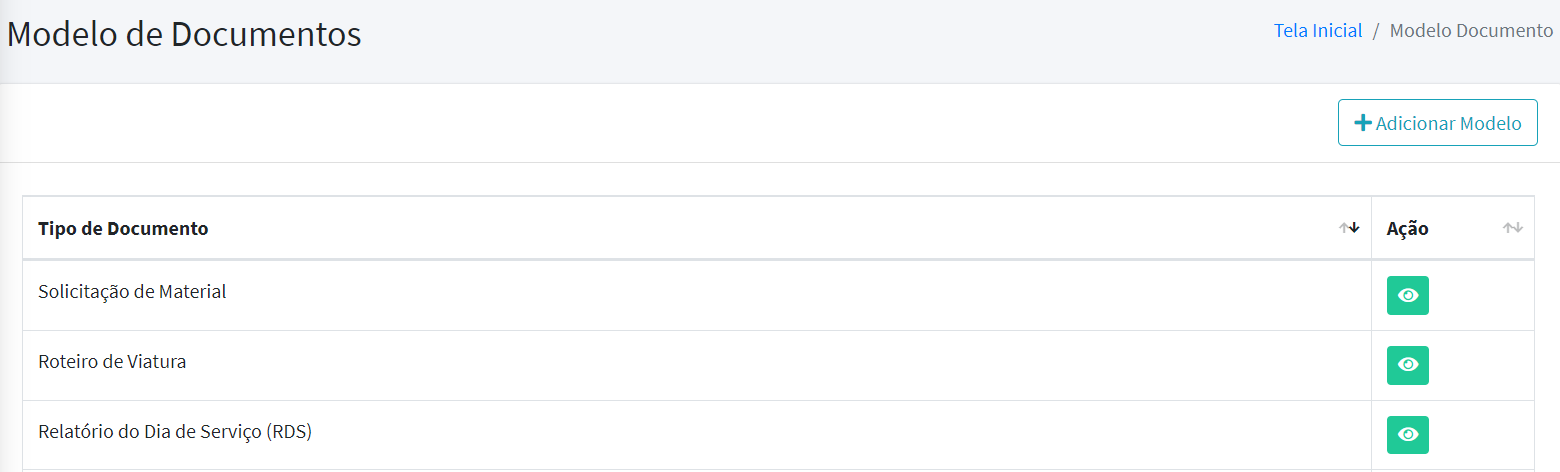 Modelo de Documentos
Tela Inicial / Modelo Documento
Adicionar Modelo
Tipo de Documento
Ação
Solicitação de Material
Roteiro de Viatura
Relatório do Dia de Serviço (RDS)